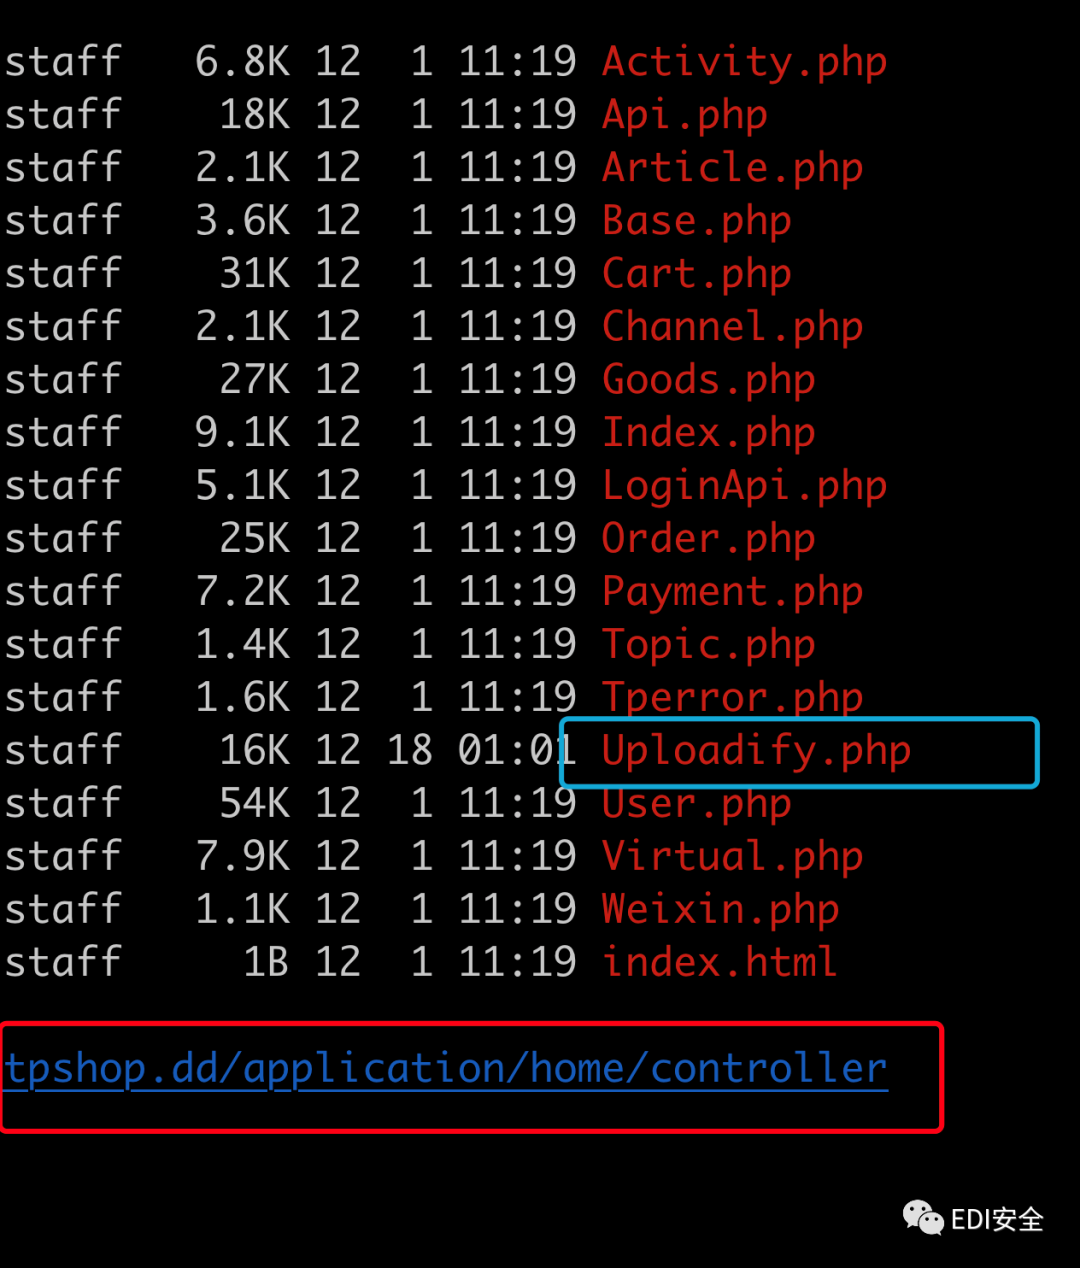 staff 6.8K 12 1 11:19 Activity.php
staff 18K 12 1 11:19 Api.php
staff 2.1K 12 1 11:19 Article.php
staff 3.6K 12 1 11:19 Base.php
staff 31K 12 1 11:19 Cart.php
staff 2.1K 12 1 11:19 Channel.php
staff 27K 12 1 11:19 Goods.php
staff 9.1K 12 1 11:19 Index.php
staff 5.1K 12 1 11:19 LoginApi.php
staff 25K 12 1 11:19 Order.php
staff 7.2K 12 1 11:19 Payment.php
staff 1.4K 12 1 11:19 Topic.php
staff 1.6K 12 1 11:19 Tperror.php
staff 16K 12 18 01:01 Uploadify.php
staff 54K 12 1 11:19 User.php
staff 7.9K 12 1 11:19 Virtual.php
staff 1.1K 12 1 11:19 Weixin.php
staff 1B 12 1 11:19 index.html
tpshop.dd/application/home/controller
EDI安全